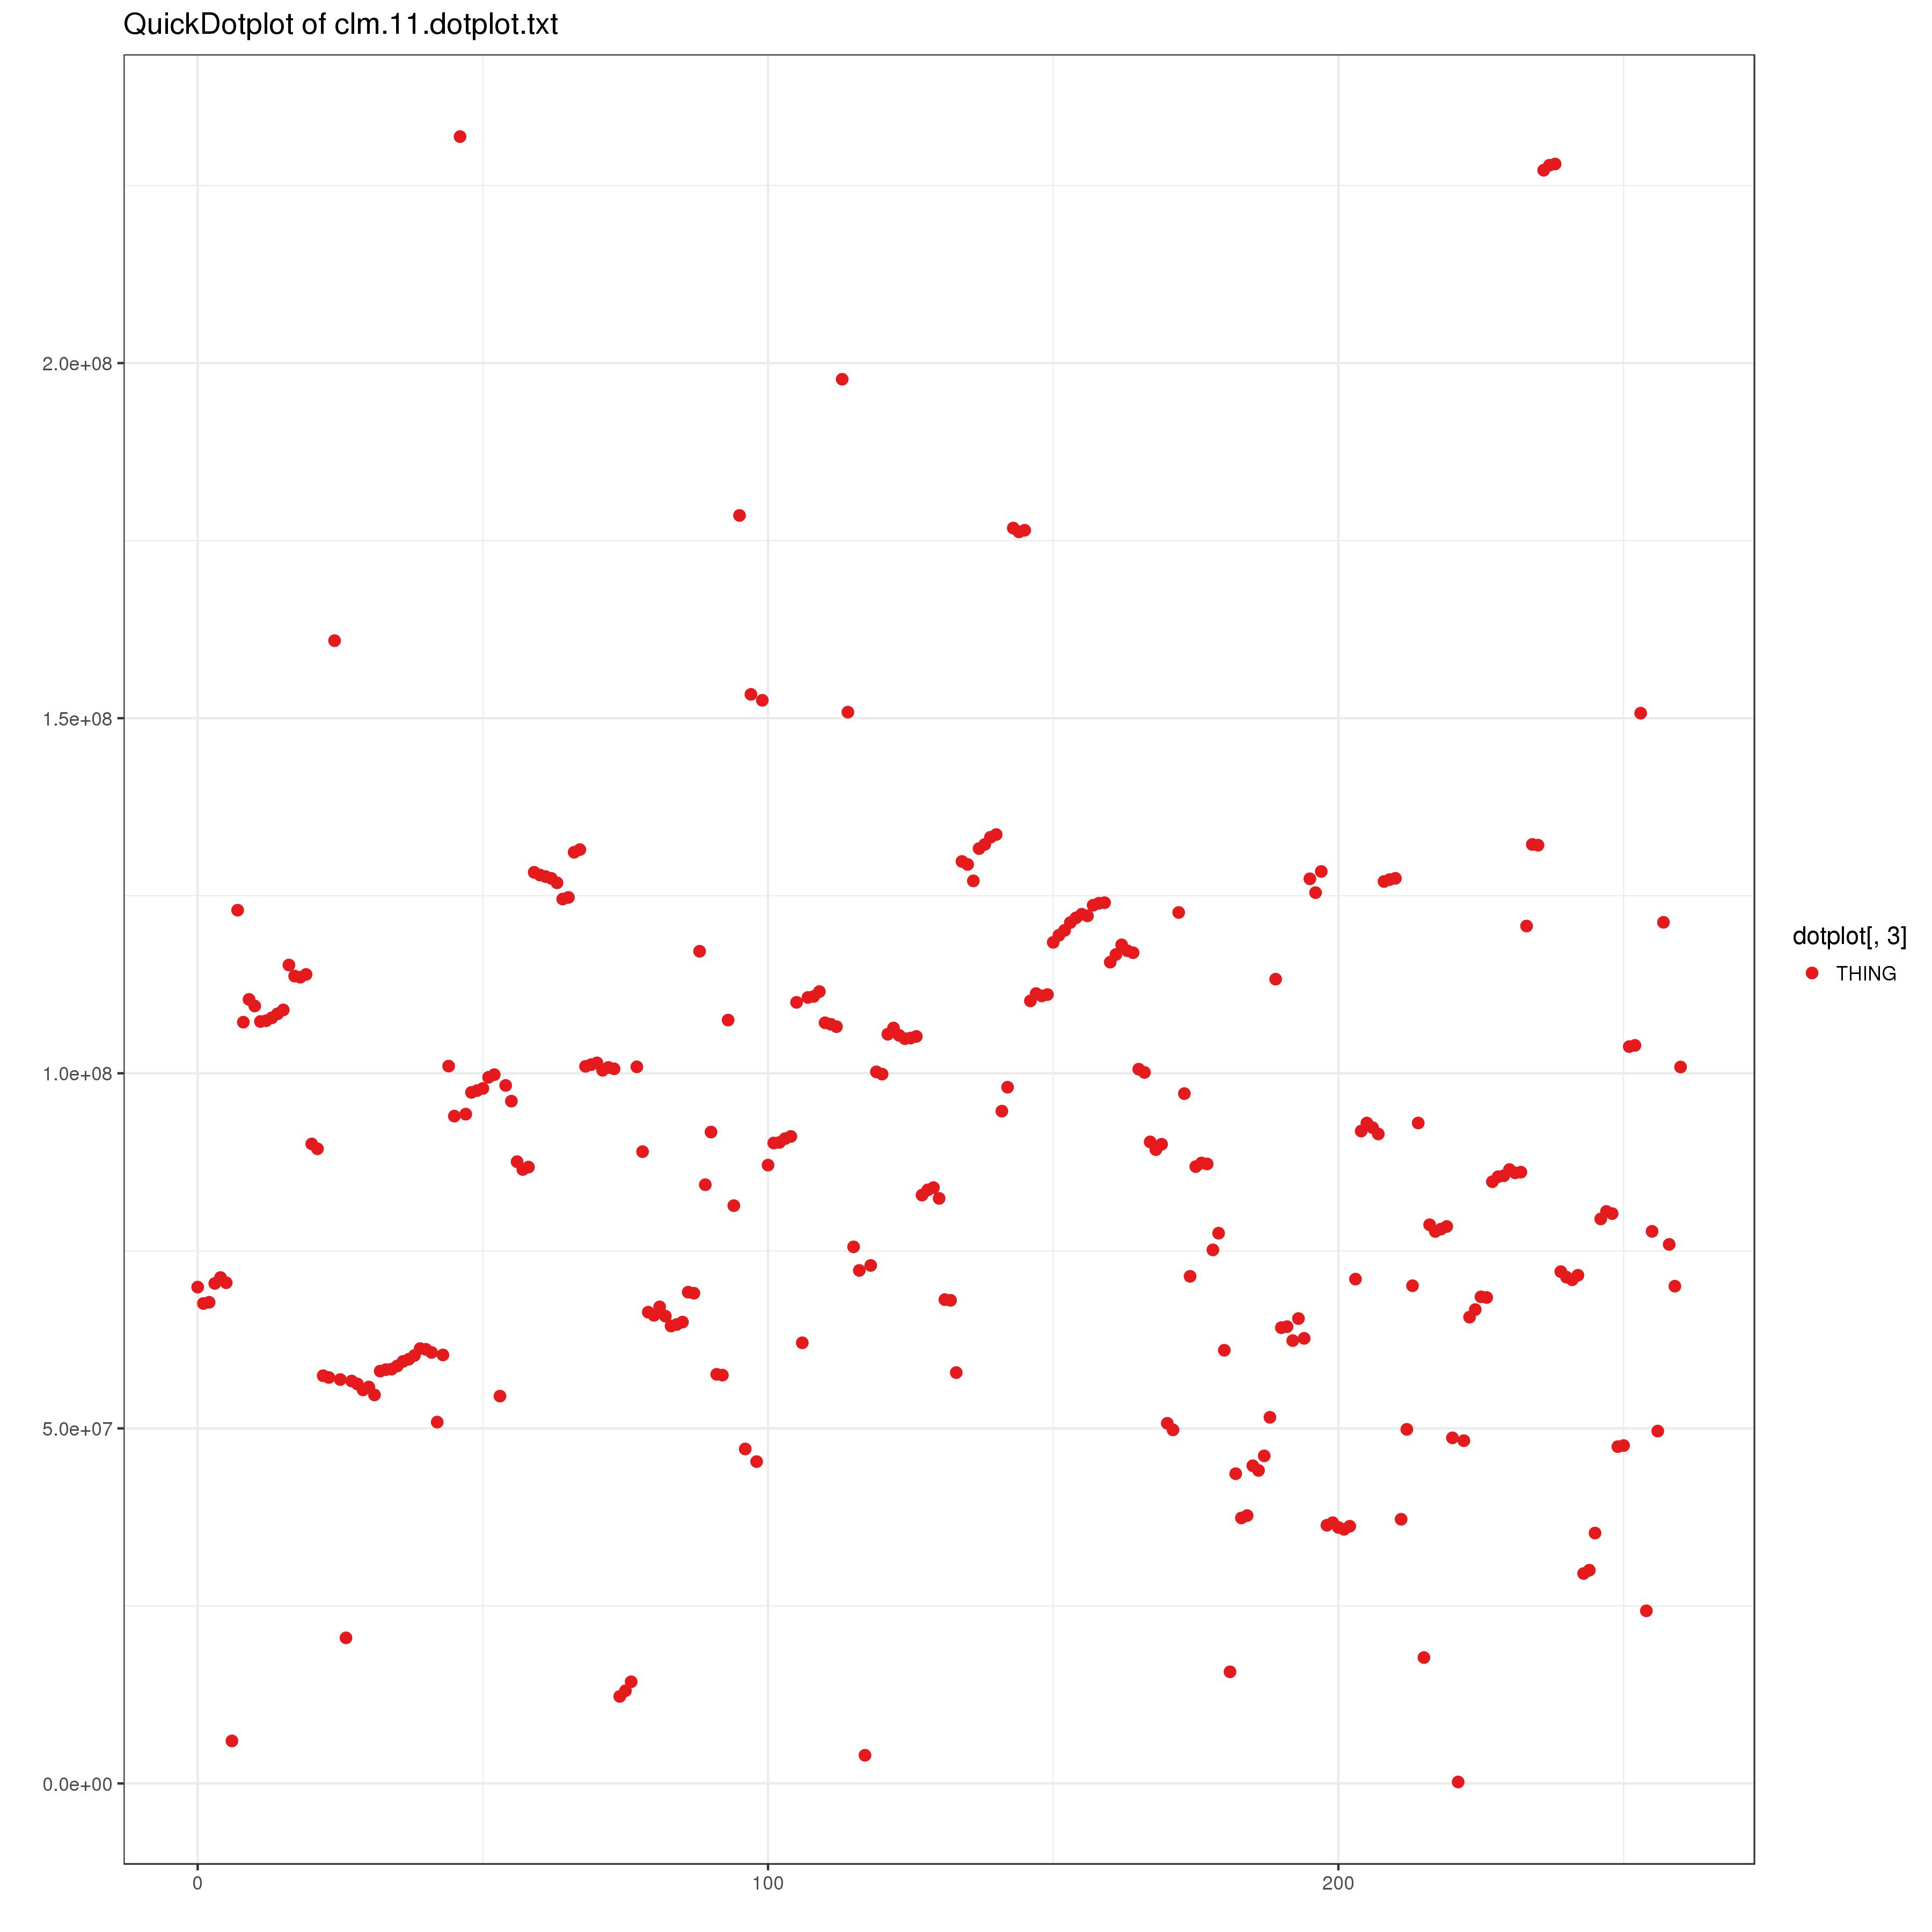 QuickDotplot of clm.11.dotplot.txt
2.0e+08
1.5e+08
1.0e+08
5.0e+07
0.0e+00
0 100 200
dotplot[, 3]
THING